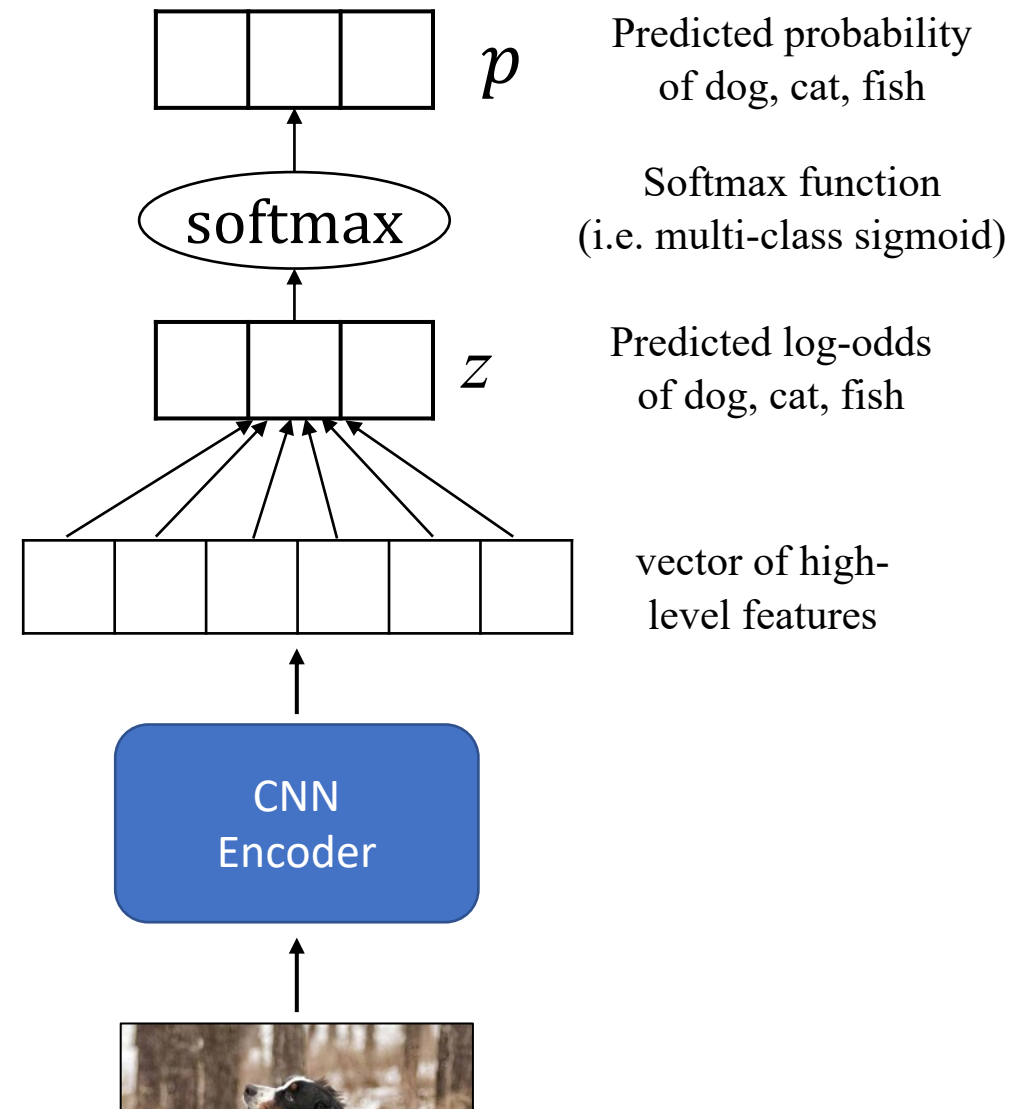 p
Predicted probability
of dog, cat, fish
softmax
Softmax function
(i.e. multi-class sigmoid)
z
Predicted log-odds
of dog, cat, fish
vector of high-
level features
CNN
Encoder